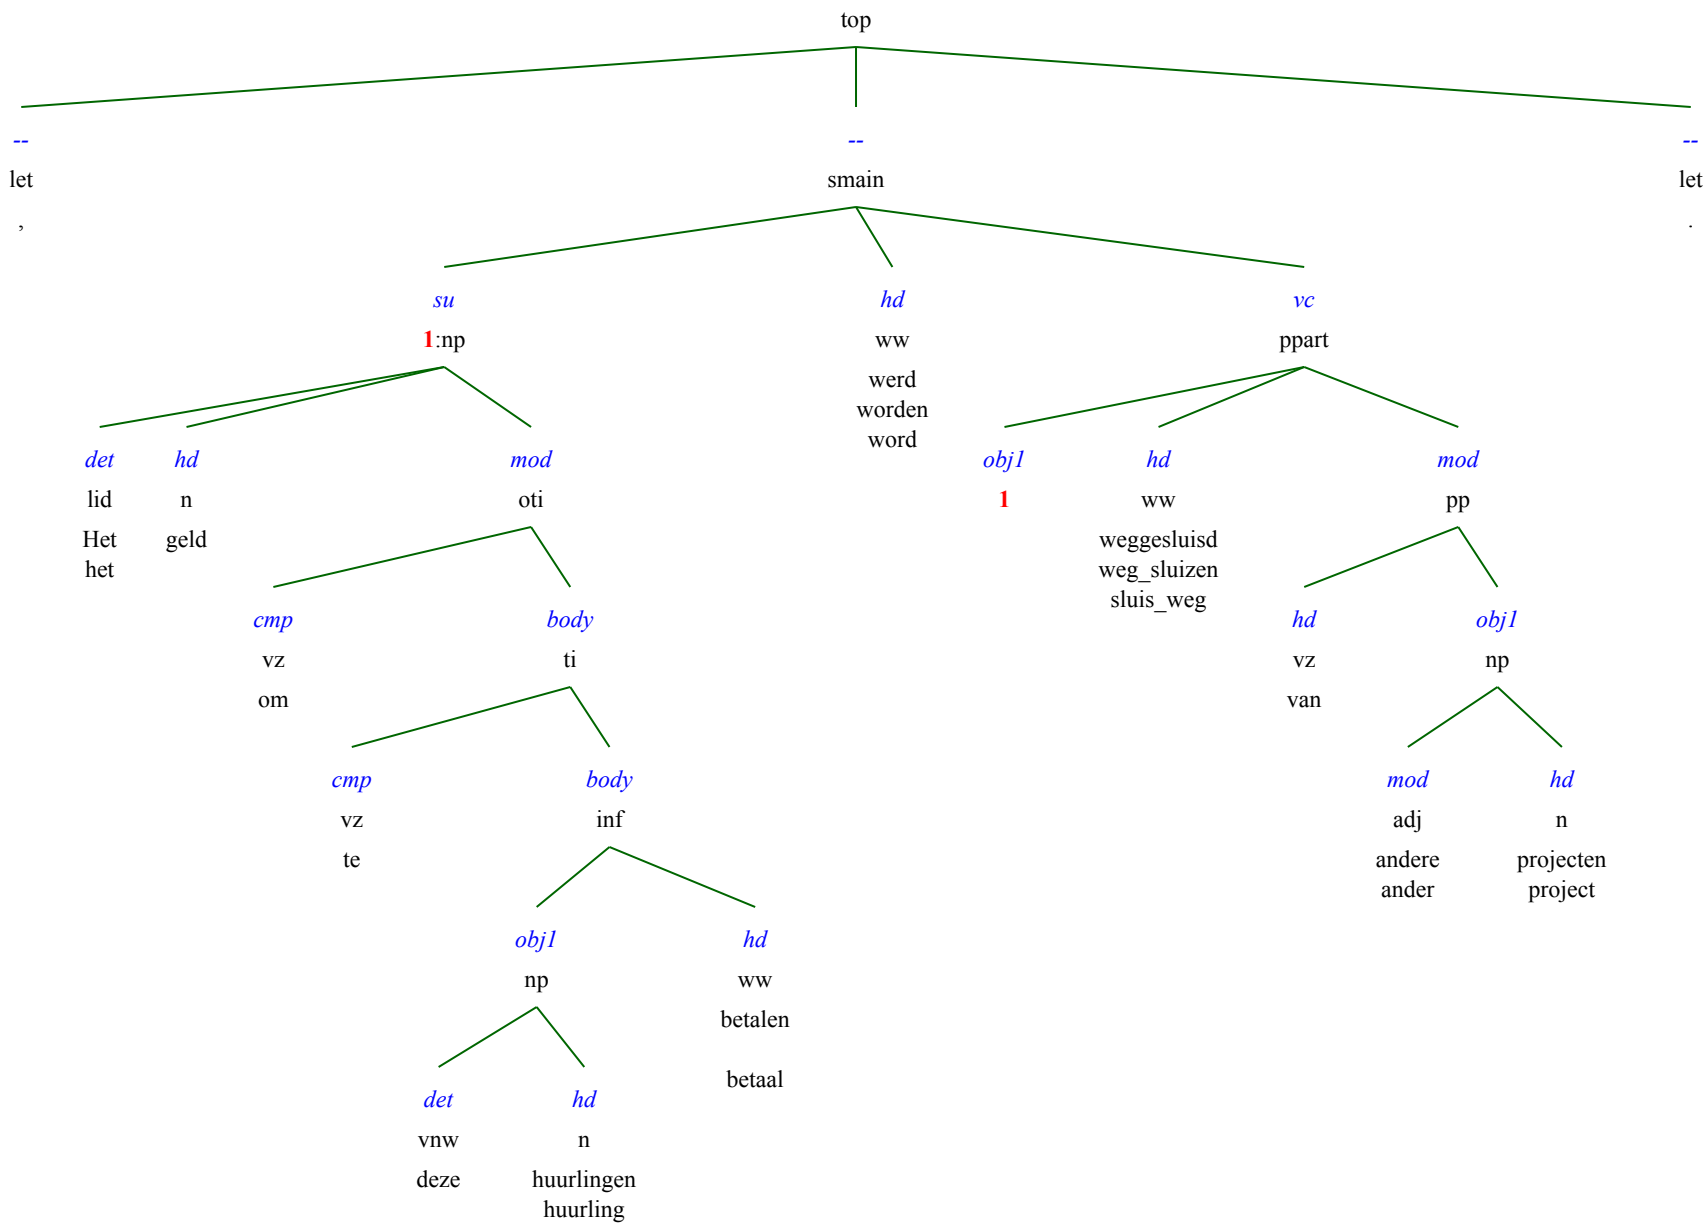 top
-- -- --
let smain let
, .
su hd vc
1:np ww ppart
werd
worden
word
det hd mod obj1 hd mod
lid n oti 1 ww pp
Het geld weggesluisd
het weg_sluizen
sluis_weg
cmp body hd obj1
vz ti vz np
om van
cmp body mod hd
vz inf adj n
te andere projecten
ander project
obj1 hd
np ww
betalen
betaal
det hd
vnw n
deze huurlingen
huurling